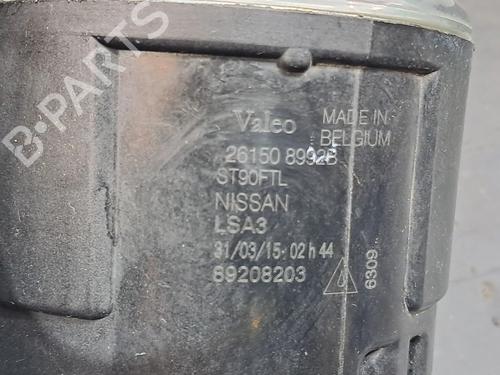 B-PARTS
Valeo
MADE IN
BELGIUM
26150 8992B
ST90FTL
NISSAN
LSA3
31/03/15-02 h 44
89208203
6309